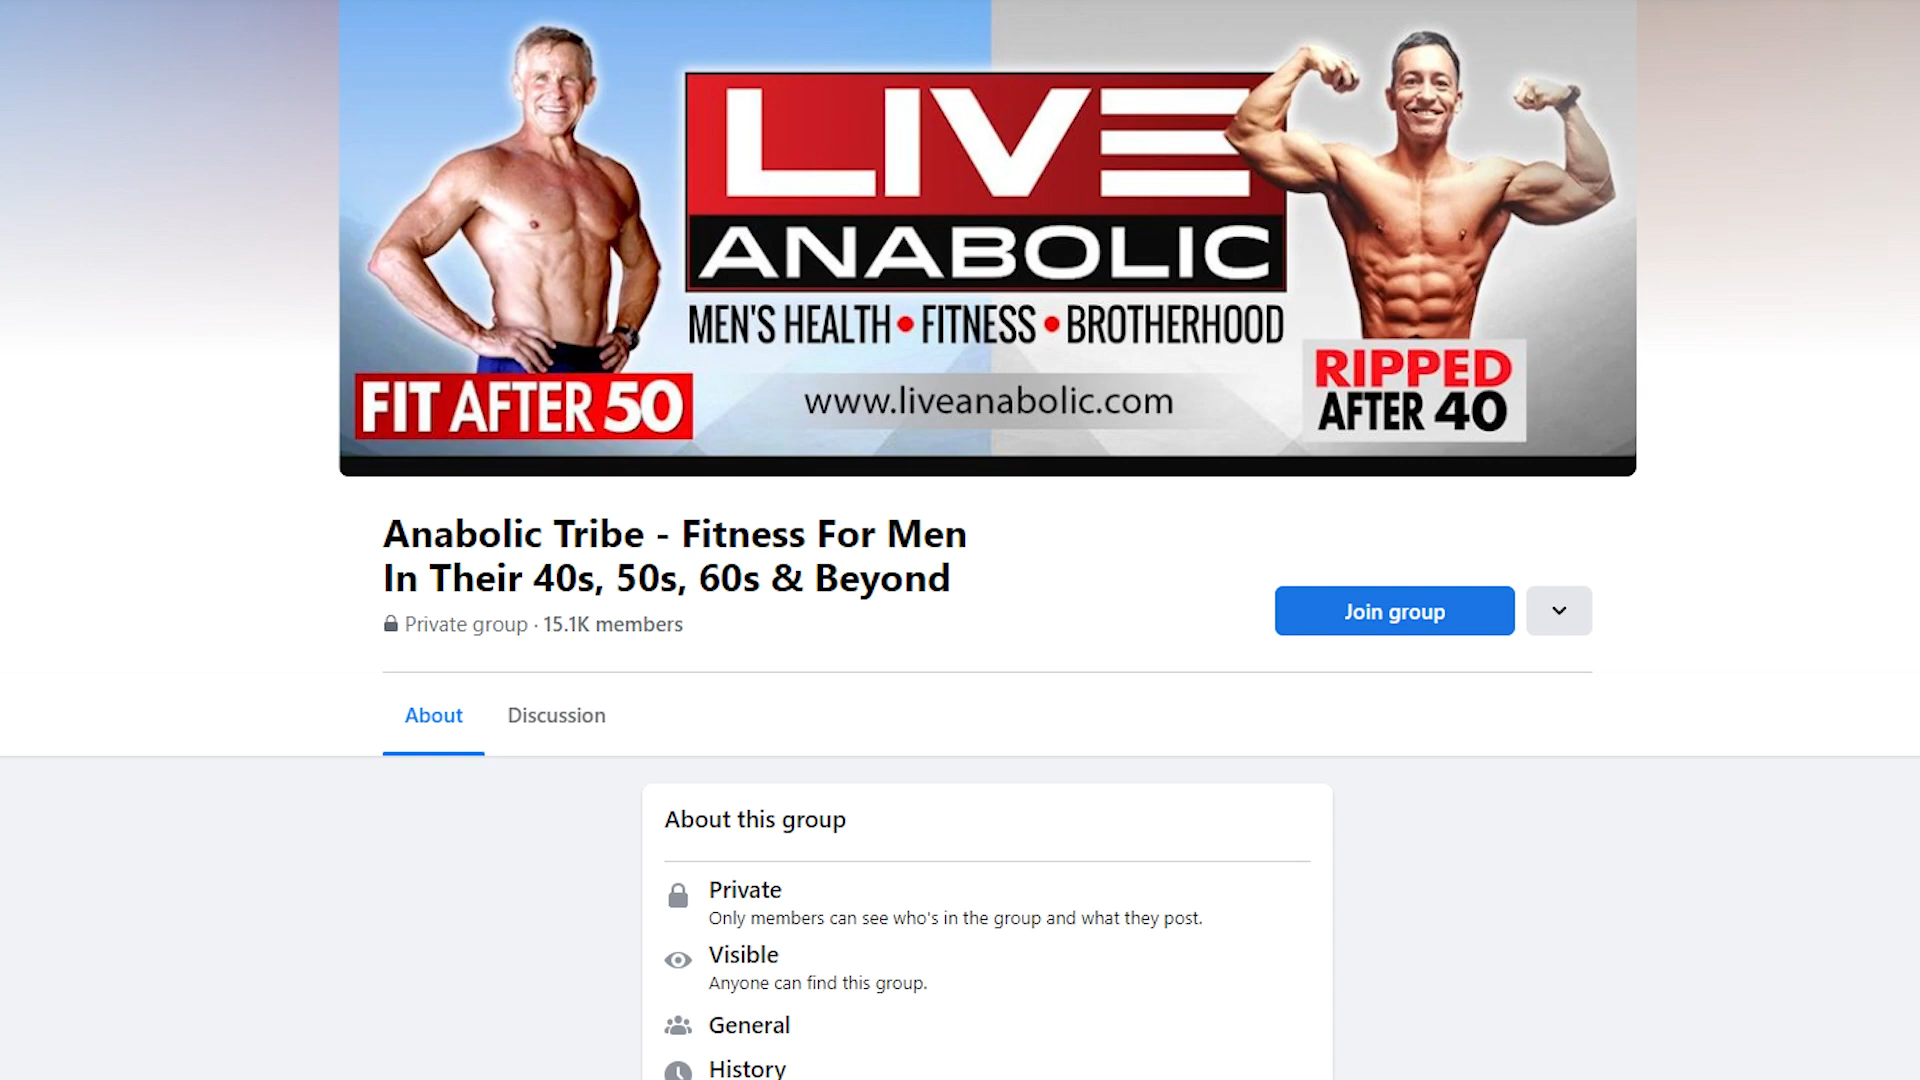 LIVE
ANABOLIC
MEN'S HEALTH • FITNESS • BROTHERHOOD
www.liveanabolic.com
FIT AFTER 50
RIPPED
AFTER 40
Anabolic Tribe - Fitness For Men
In Their 40s, 50s, 60s & Beyond
Private group · 15.1K members
Join group
About
Discussion
About this group
Private
Only members can see who's in the group and what they post.
Visible
Anyone can find this group.
General
History